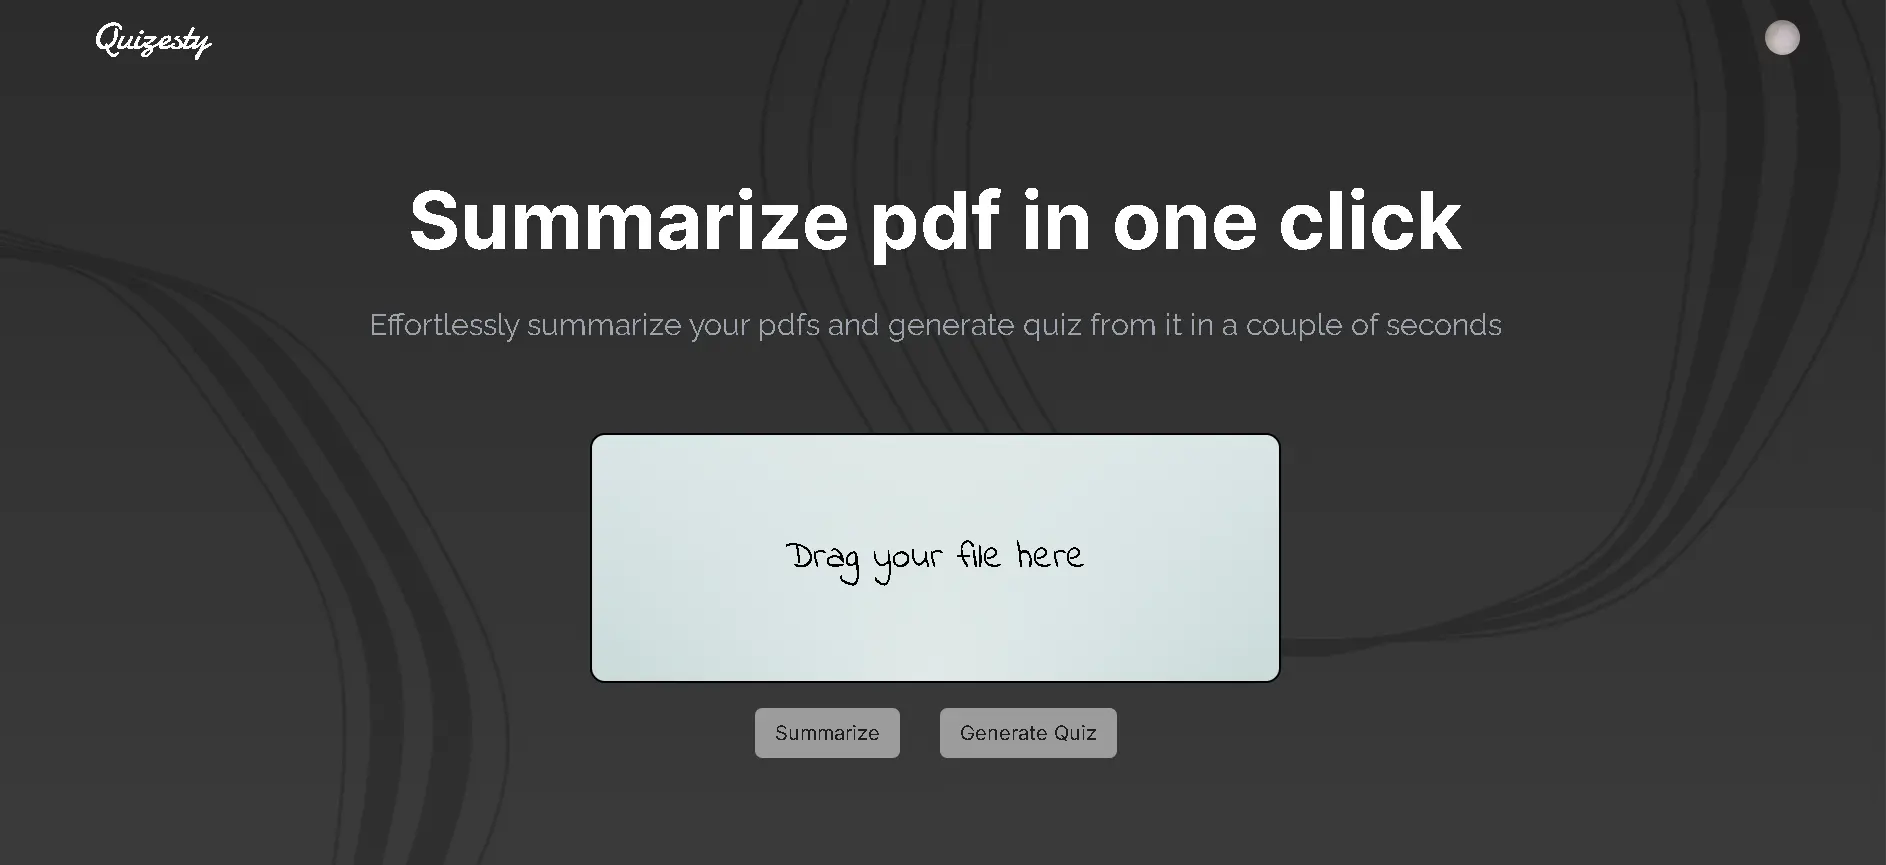 Quizesty
Summarize pdf in one click
Effortlessly summarize your pdfs and generate quiz from it in a couple of seconds
Drag your file here
Summarize
Generate Quiz